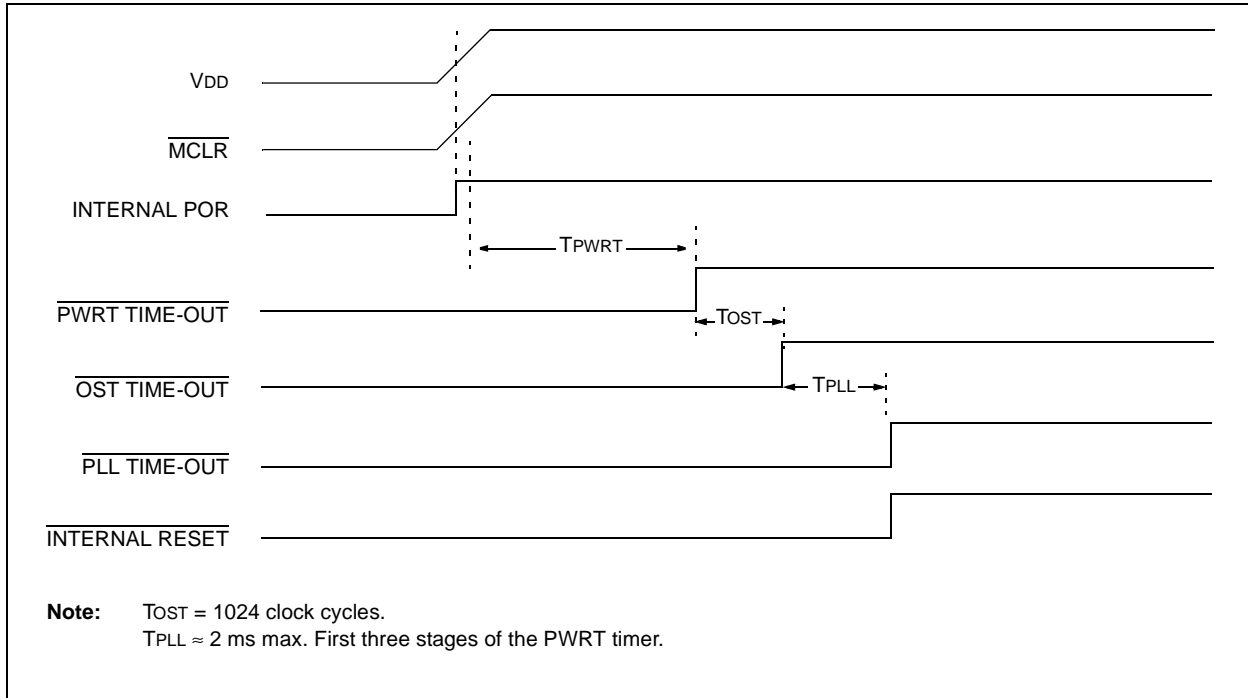 VDD
MCLR
INTERNAL POR
TPWRT
PWRT TIME-OUT
TOST
OST TIME-OUT
TPLL
PLL TIME-OUT
INTERNAL RESET
Note: TOST = 1024 clock cycles.
TPLL ≈ 2 ms max. First three stages of the PWRT timer.